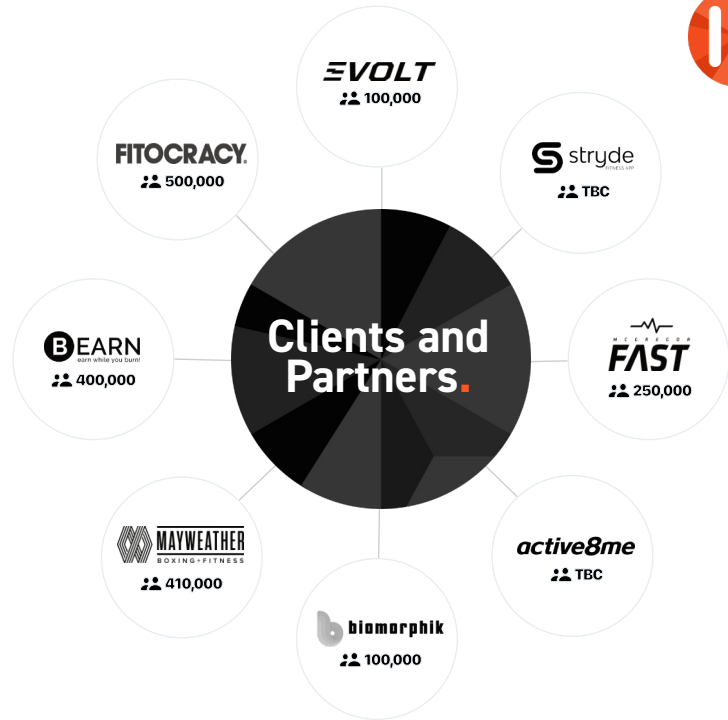 EVOLT
100,000
FITOCRACY.
500,000
stryde
FITNESS APP
TBC
Clients and
Partners.
BEARN
earn while you burn!
400,000
MCGREGOR
FAST
250,000
MAYWEATHER
BOXING+FITNESS
410,000
active8me
TBC
biomorphik
100,000